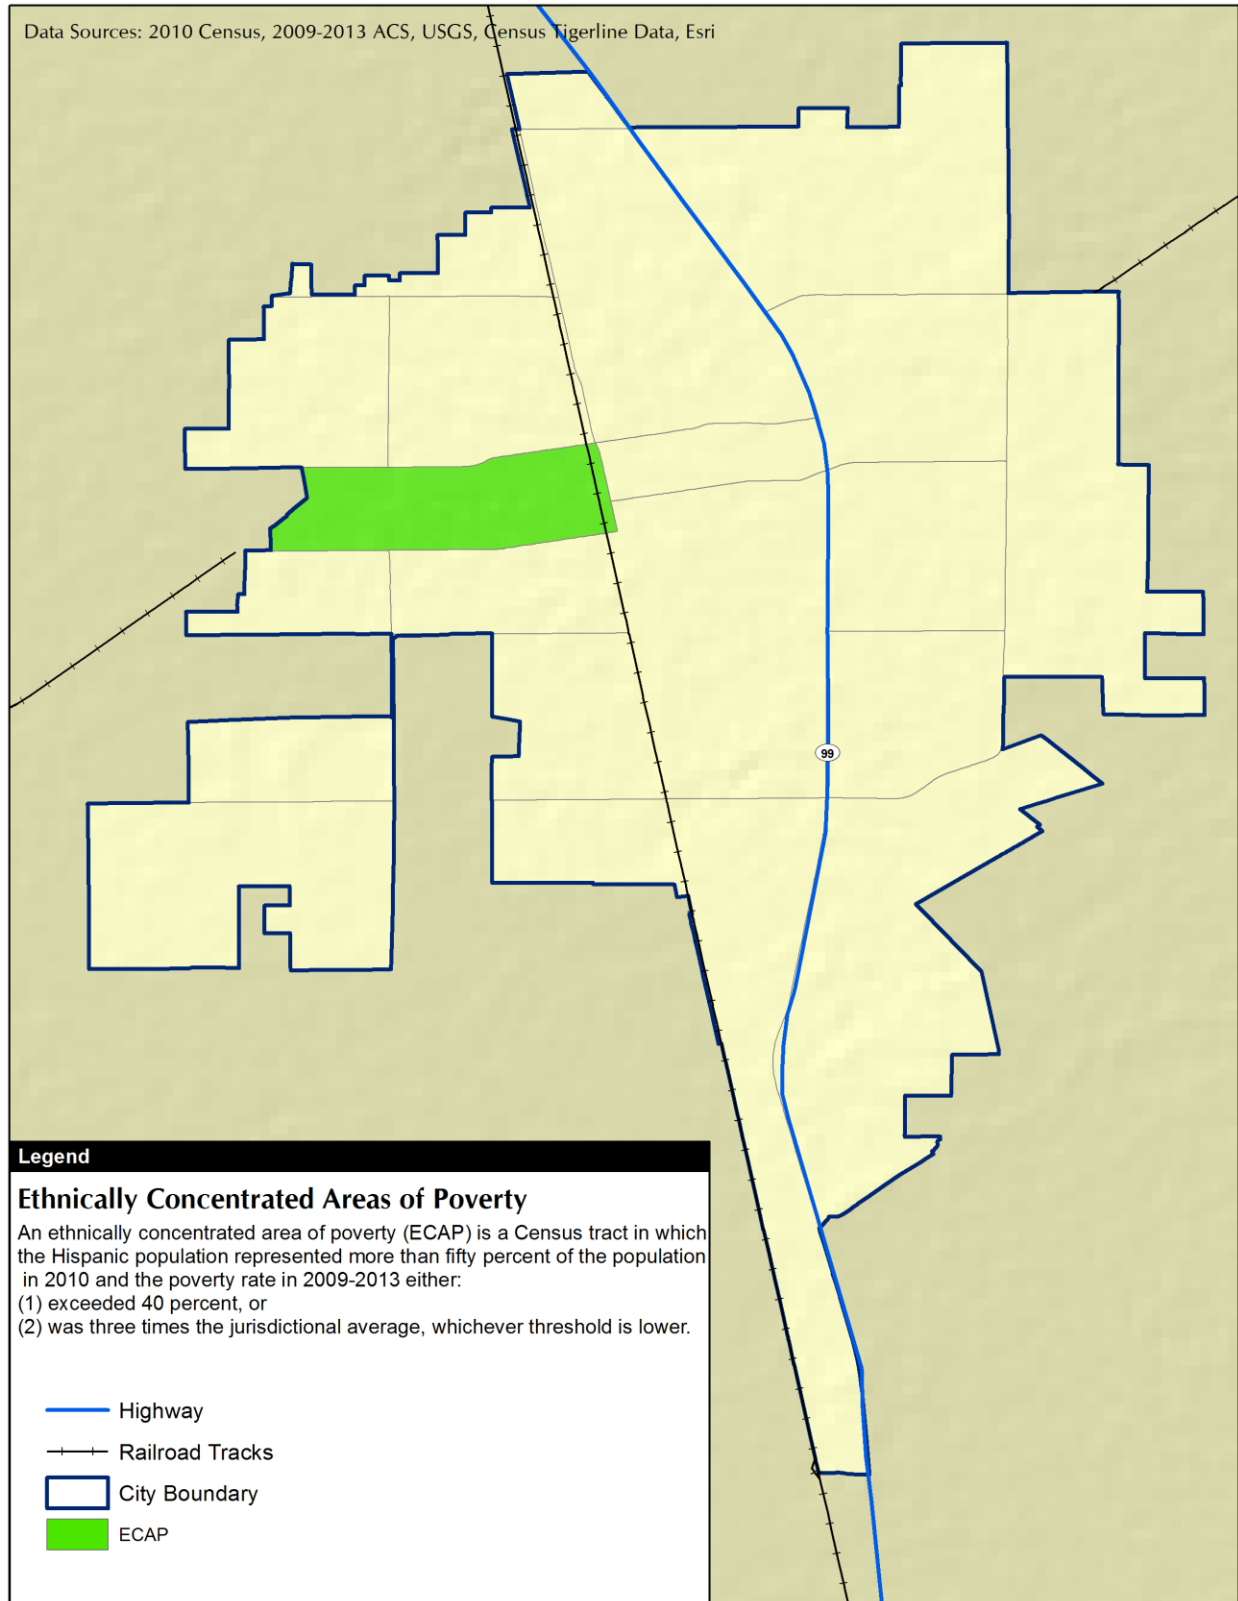 Data Sources: 2010 Census, 2009-2013 ACS, USGS, Census Tigerline Data, Esri
99
Legend
Ethnically Concentrated Areas of Poverty
An ethnically concentrated area of poverty (ECAP) is a Census tract in which
the Hispanic population represented more than fifty percent of the population
in 2010 and the poverty rate in 2009-2013 either:
(1) exceeded 40 percent, or
(2) was three times the jurisdictional average, whichever threshold is lower.
Highway
Railroad Tracks
City Boundary
ECAP